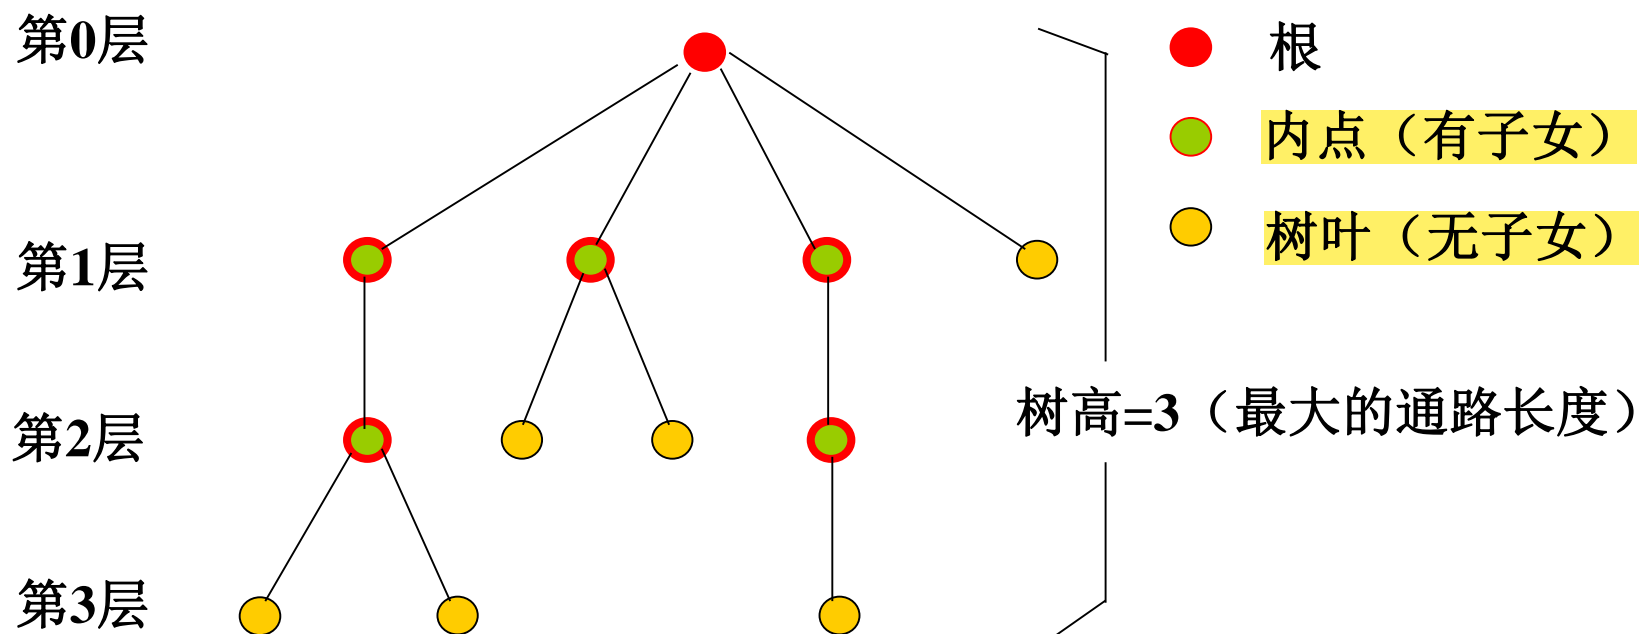 第0层
根
内点（有子女）
树叶（无子女）
第1层
树高=3（最大的通路长度）
第2层
第3层